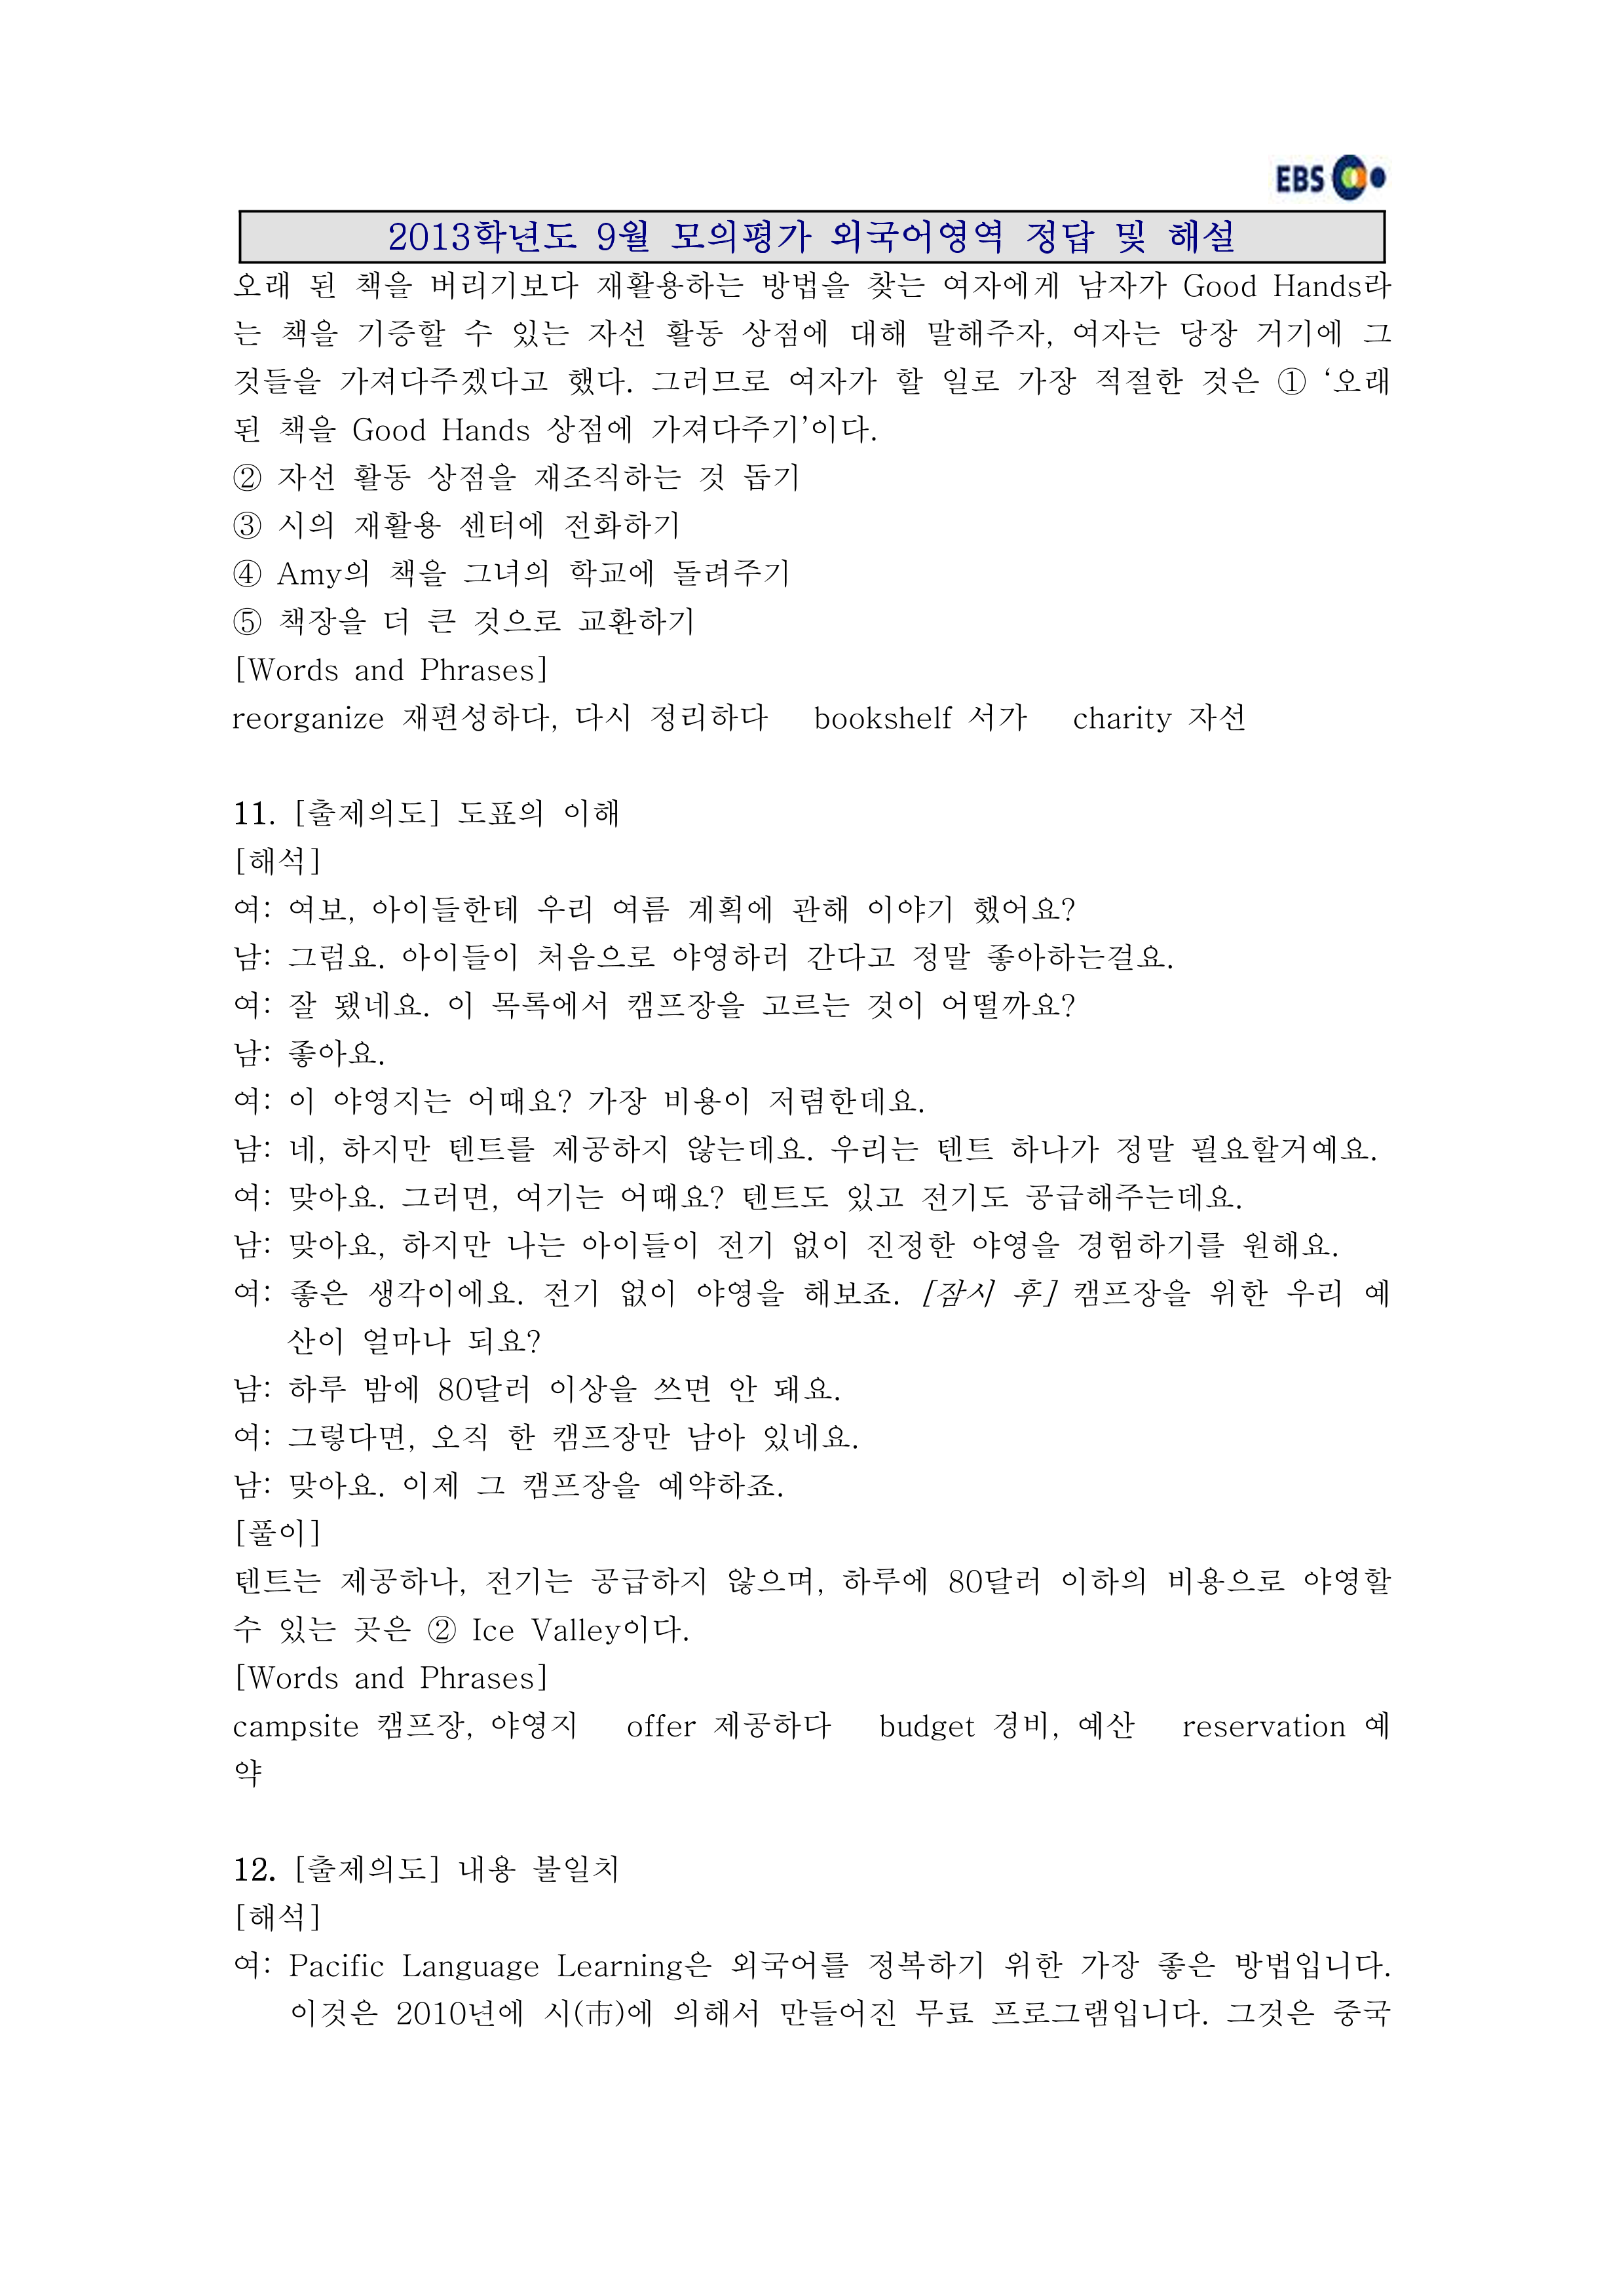 EBS
2013학년도 9월 모의평가 외국어영역 정답 및 해설
오래 된 책을 버리기보다 재활용하는 방법을 찾는 여자에게 남자가 Good Hands라
는 책을 기증할 수 있는 자선 활동 상점에 대해 말해주자, 여자는 당장 거기에 그
것들을 가져다주겠다고 했다. 그러므로 여자가 할 일로 가장 적절한 것은 ① ‘오래
된 책을 Good Hands 상점에 가져다주기’이다.
② 자선 활동 상점을 재조직하는 것 돕기
③ 시의 재활용 센터에 전화하기
④ Amy의 책을 그녀의 학교에 돌려주기
⑤ 책장을 더 큰 것으로 교환하기
[Words and Phrases]
reorganize 재편성하다, 다시 정리하다 bookshelf 서가 charity 자선
11. [출제의도] 도표의 이해
[해석]
여: 여보, 아이들한테 우리 여름 계획에 관해 이야기 했어요?
남: 그럼요. 아이들이 처음으로 야영하러 간다고 정말 좋아하는걸요.
여: 잘 됐네요. 이 목록에서 캠프장을 고르는 것이 어떨까요?
남: 좋아요.
여: 이 야영지는 어때요? 가장 비용이 저렴한데요.
남: 네, 하지만 텐트를 제공하지 않는데요. 우리는 텐트 하나가 정말 필요할거예요.
여: 맞아요. 그러면, 여기는 어때요? 텐트도 있고 전기도 공급해주는데요.
남: 맞아요, 하지만 나는 아이들이 전기 없이 진정한 야영을 경험하기를 원해요.
여: 좋은 생각이에요. 전기 없이 야영을 해보죠. [잠시 후] 캠프장을 위한 우리 예
산이 얼마나 되요?
남: 하루 밤에 80달러 이상을 쓰면 안 돼요.
여: 그렇다면, 오직 한 캠프장만 남아 있네요.
남: 맞아요. 이제 그 캠프장을 예약하죠.
[풀이]
텐트는 제공하나, 전기는 공급하지 않으며, 하루에 80달러 이하의 비용으로 야영할
수 있는 곳은 ② Ice Valley이다.
[Words and Phrases]
campsite 캠프장, 야영지 offer 제공하다 budget 경비, 예산 reservation 예
약
12. [출제의도] 내용 불일치
[해석]
여: Pacific Language Learning은 외국어를 정복하기 위한 가장 좋은 방법입니다.
이것은 2010년에 시(市)에 의해서 만들어진 무료 프로그램입니다. 그것은 중국